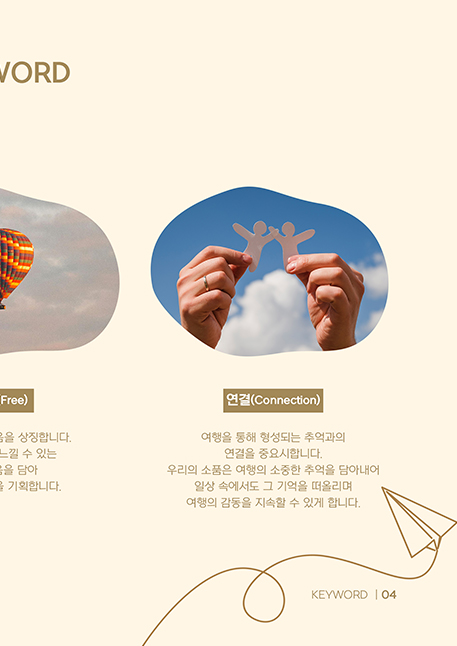 WORD
Free)
연결(Connection)
음을 상징합니다.
느낄 수 있는
음을 담아
을 기획합니다.
여행을 통해 형성되는 추억과의
연결을 중요시합니다.
우리의 소품은 여행의 소중한 추억을 담아내어
일상 속에서도 그 기억을 떠올리며
여행의 감동을 지속할 수 있게 합니다.
KEYWORD | 04